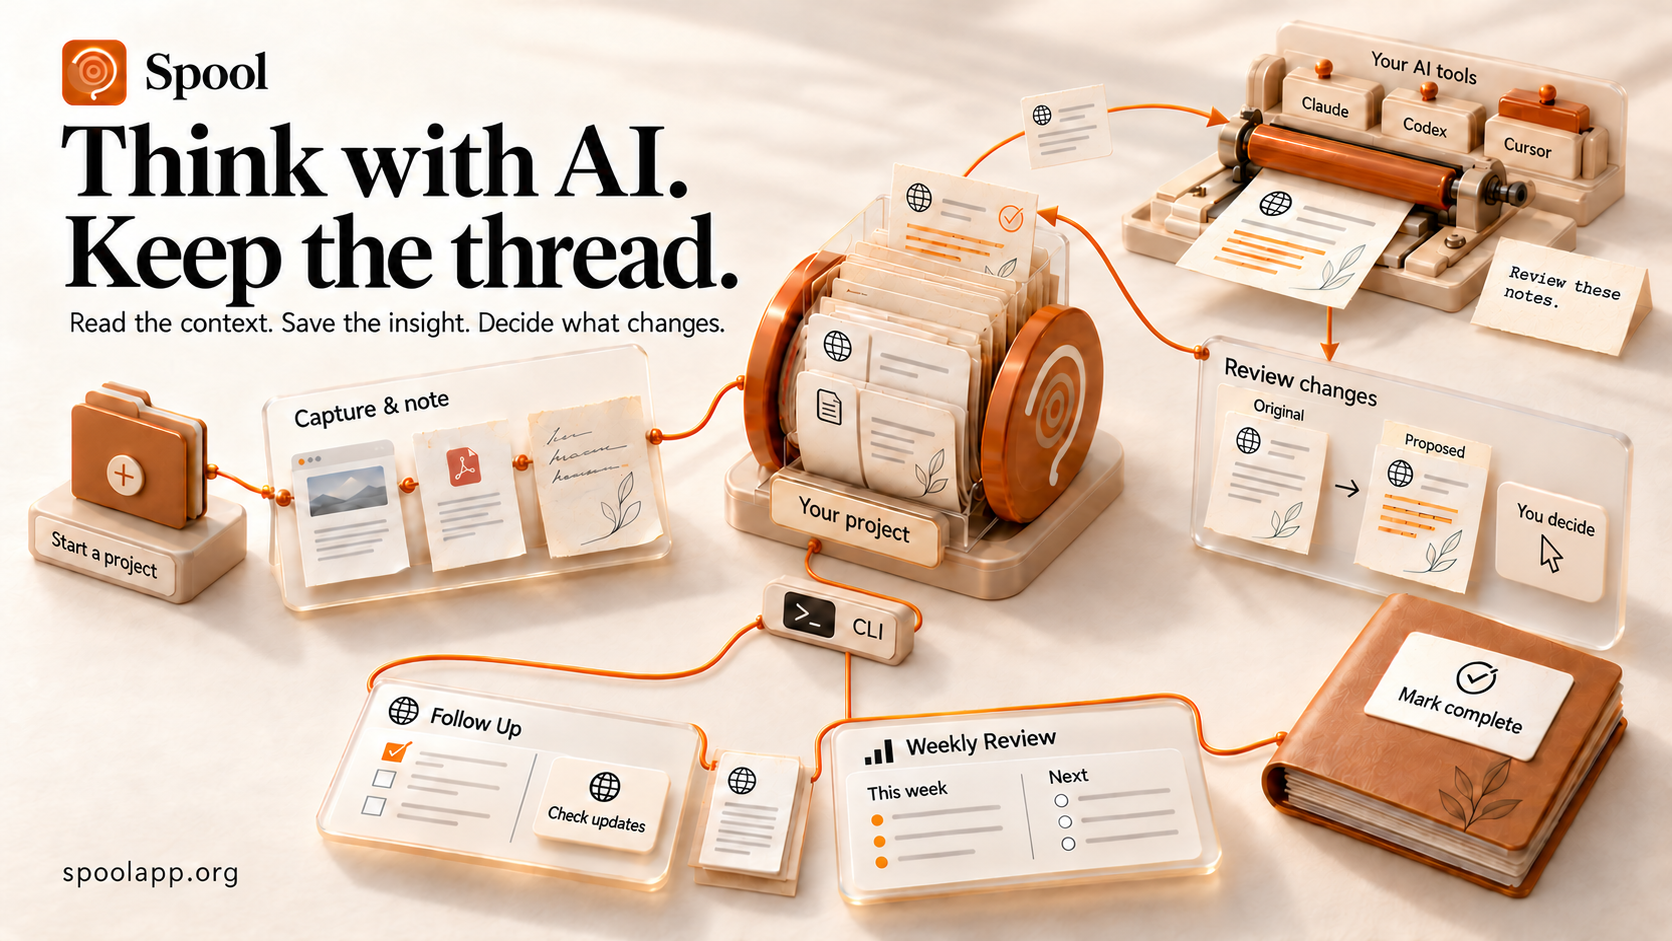 Spool
Think with AI.
Keep the thread.
Read the context. Save the insight. Decide what changes.
Start a project
Capture & note
Your project
Your AI tools
Claude
Codex
Cursor
Review these
notes.
Review changes
Original
Proposed
You decide
>_ CLI
Follow Up
Check updates
Weekly Review
This week
Next
Mark complete
spoolapp.org